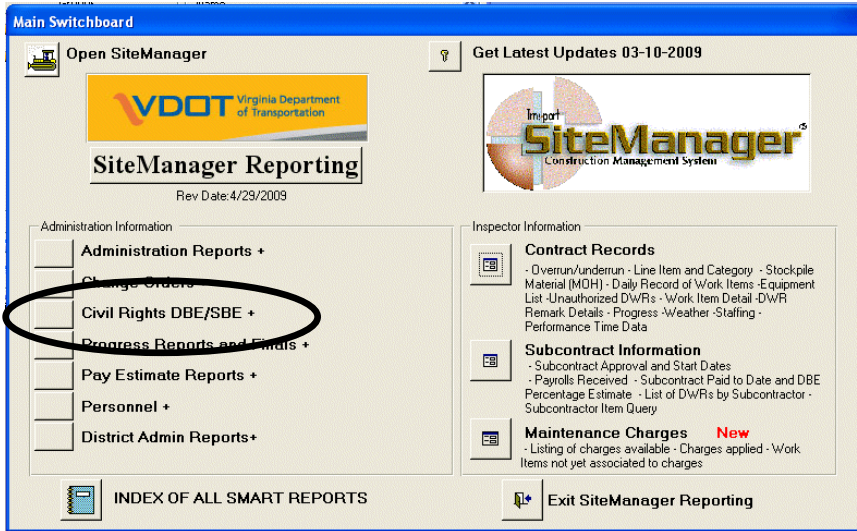 Main Switchboard
Open SiteManager
Get Latest Updates 03-10-2009
VDOT Virginia Department
of Transportation
SiteManager Reporting
Rev Date:4/29/2009
Trns•port
SiteManager®
Construction Management System
Administration Information
Administration Reports +
Change Orders +
Civil Rights DBE/SBE +
Progress Reports and Finals +
Pay Estimate Reports +
Personnel +
District Admin Reports+
Inspector Information
Contract Records
- Overrun/underrun - Line Item and Category - Stockpile
Material (MOH) - Daily Record of Work Items -Equipment
List -Unauthorized DWRs - Work Item Detail -DWR
Remark Details - Progress -Weather -Staffing -
Performance Time Data
Subcontract Information
- Subcontract Approval and Start Dates
- Payrolls Received - Subcontract Paid to Date and DBE
Percentage Estimate - List of DWRs by Subcontractor -
Subcontractor Item Query
Maintenance Charges New
- Listing of charges available - Charges applied - Work
Items not yet associated to charges
INDEX OF ALL SMART REPORTS
Exit SiteManager Reporting